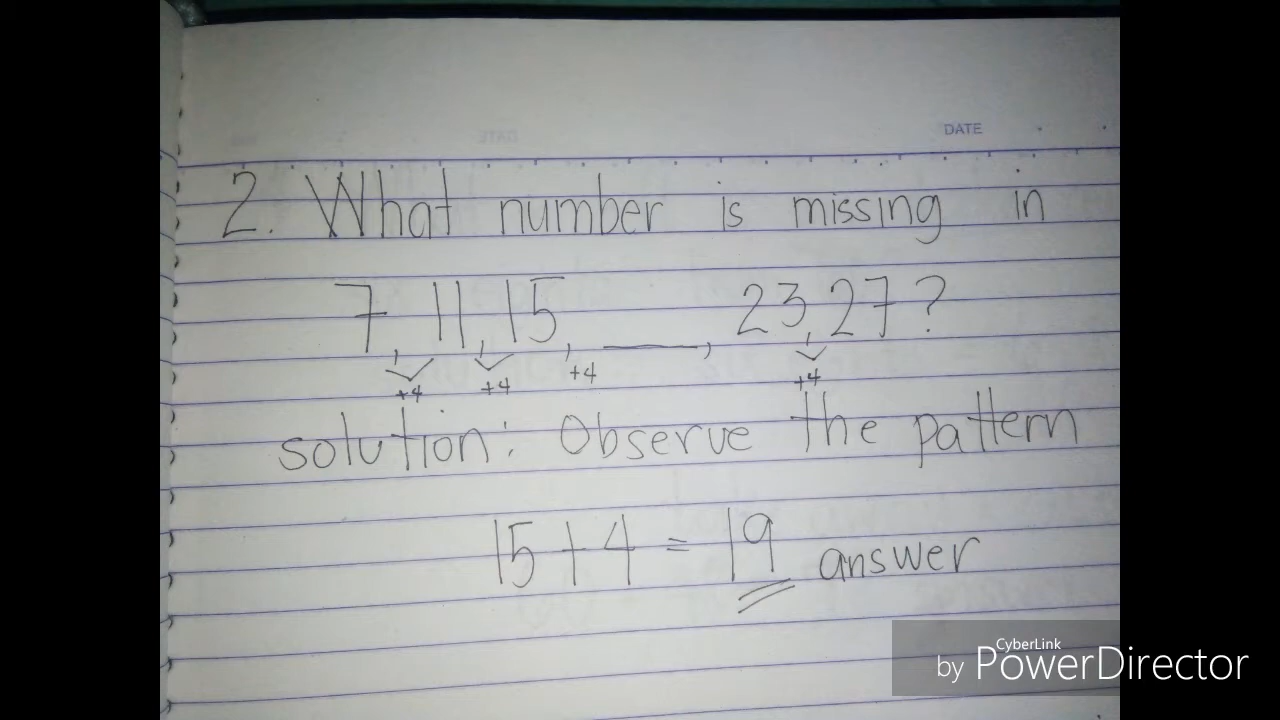 DATE
2. What number is missing in
7, 11, 15, ____, 23, 27?
+4 +4 +4 +4
solution: Observe the pattern
15 + 4 = 19 answer
CyberLink
by PowerDirector